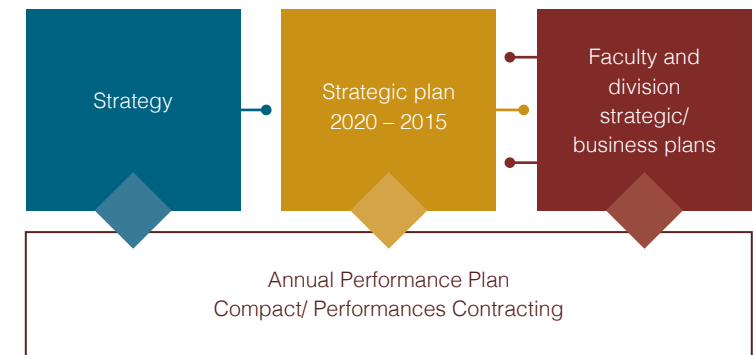 Strategy
Strategic plan
2020 – 2015
Faculty and
division
strategic/
business plans
Annual Performance Plan
Compact/ Performances Contracting